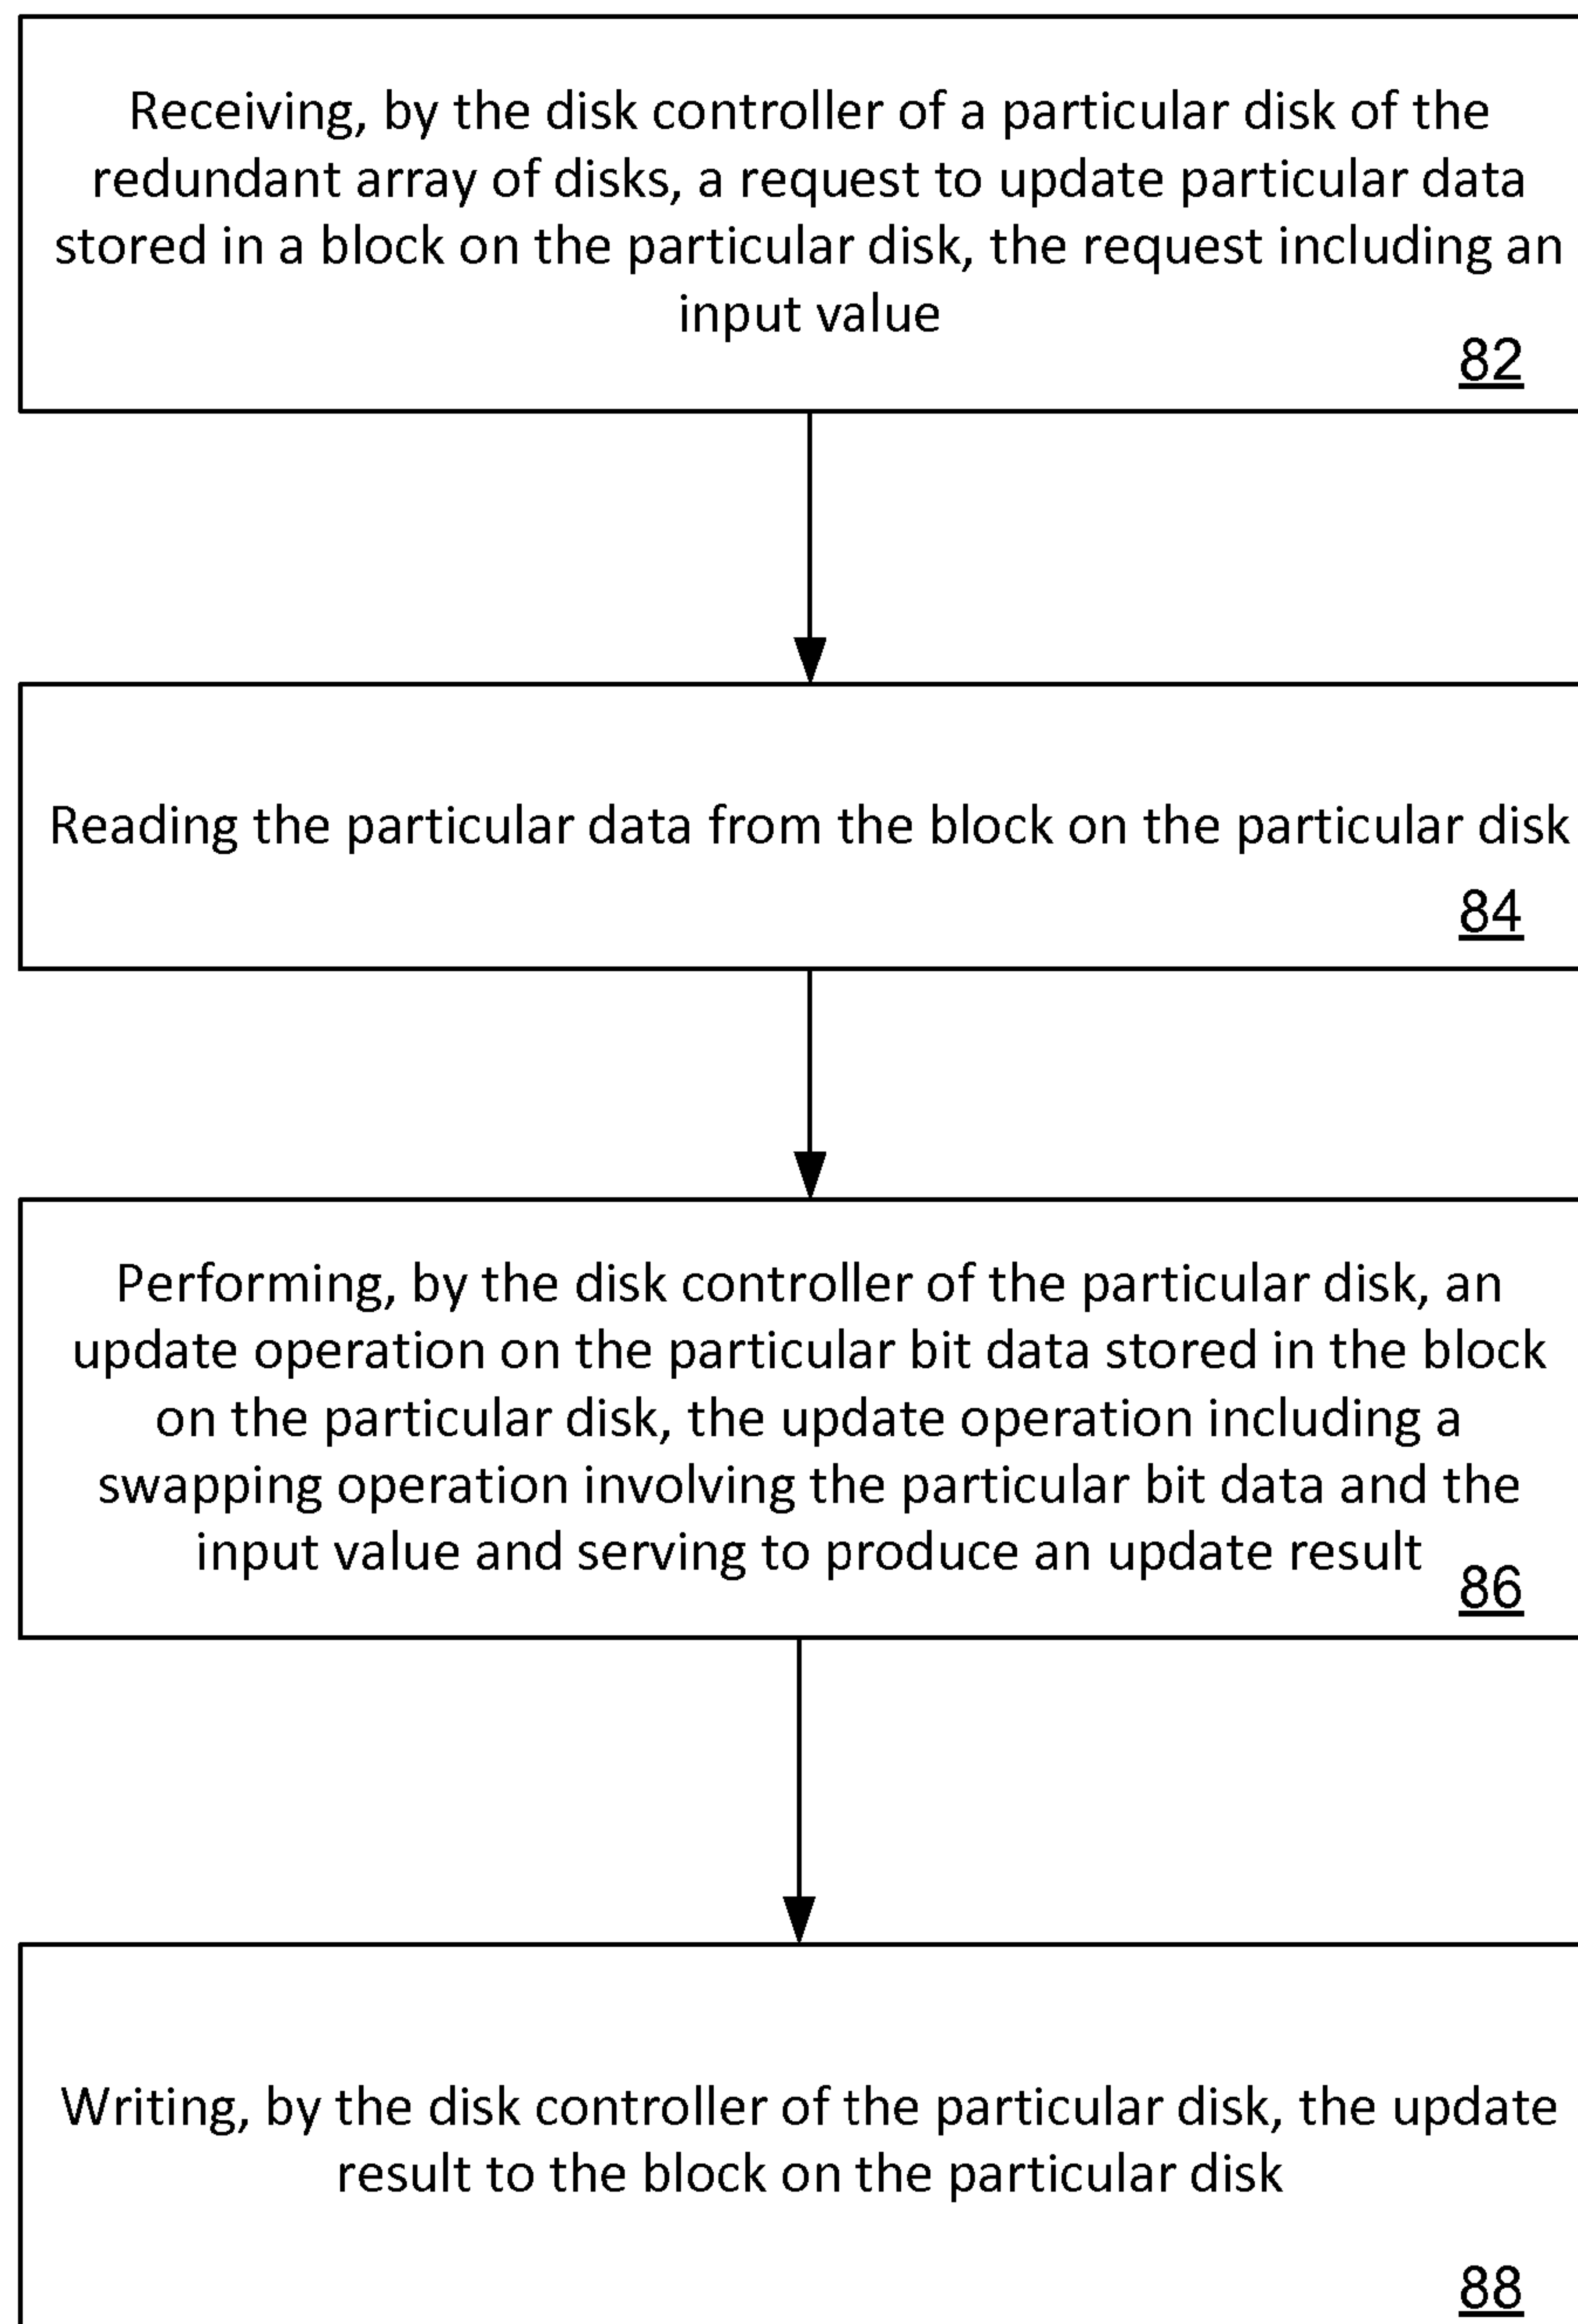 Receiving, by the disk controller of a particular disk of the
redundant array of disks, a request to update particular data
stored in a block on the particular disk, the request including an
input value
82
Reading the particular data from the block on the particular disk
84
Performing, by the disk controller of the particular disk, an
update operation on the particular bit data stored in the block
on the particular disk, the update operation including a
swapping operation involving the particular bit data and the
input value and serving to produce an update result
86
Writing, by the disk controller of the particular disk, the update
result to the block on the particular disk
88